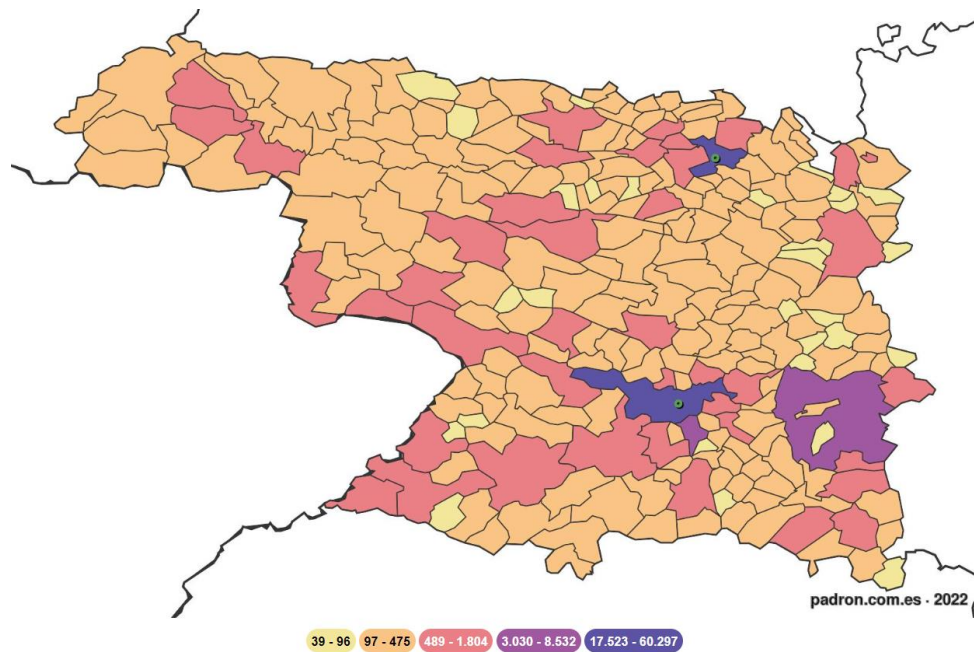 padron.com.es · 2022
39 - 96 97 - 475 489 - 1.804 3.030 - 8.532 17.523 - 60.297